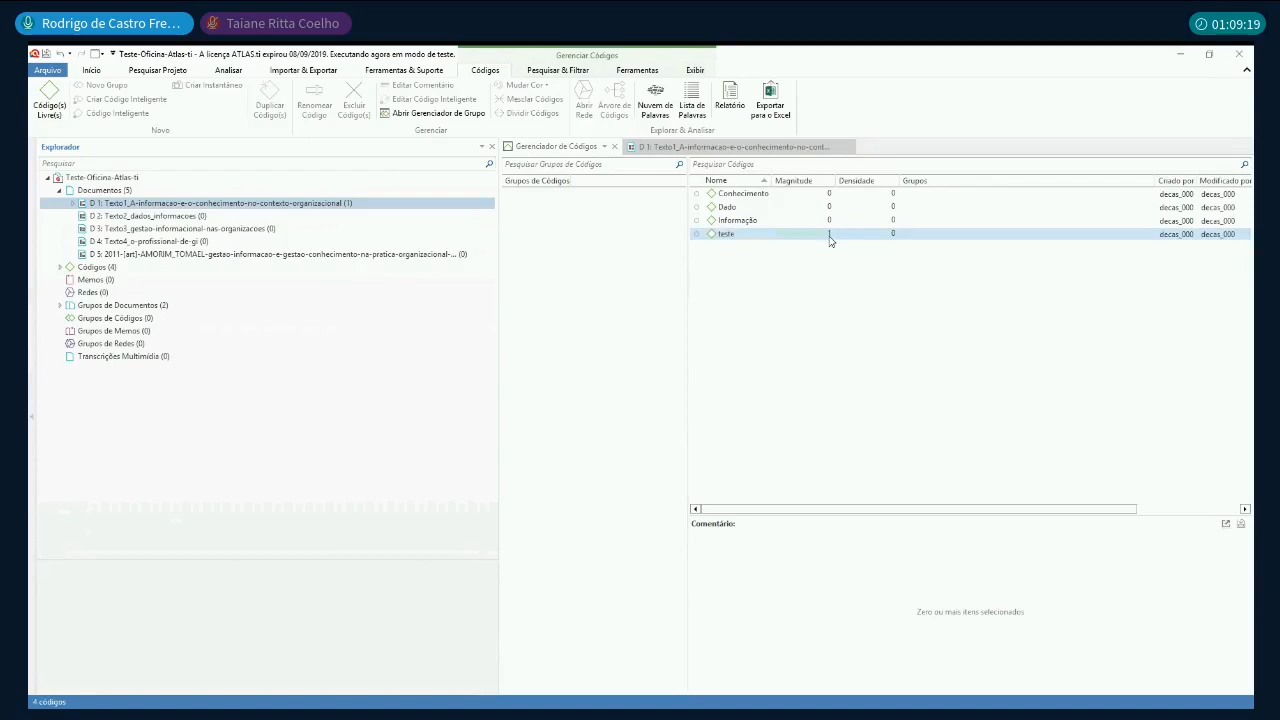 Rodrigo de Castro Fre...
Taiane Ritta Coelho
01:09:19
Teste-Oficina-Atlas-ti - A licença ATLAS.ti expirou 08/09/2019. Executando agora em modo de teste.
Gerenciar Códigos
Arquivo Início Pesquisar Projeto Analisar Importar & Exportar Ferramentas & Suporte Códigos Pesquisar & Filtrar Ferramentas Exibir
Código(s) Livre(s)
Novo Grupo
Criar Código Inteligente
Código Inteligente
Criar Instantâneo
Novo
Duplicar Código(s)
Renomear Código
Excluir Código(s)
Editar Comentário
Editar Código Inteligente
Abrir Gerenciador de Grupo
Gerenciar
Mudar Cor
Mesclar Códigos
Dividir Códigos
Abrir Rede
Árvore de Códigos
Nuvem de Palavras
Lista de Palavras
Relatório
Exportar para o Excel
Explorar & Analisar
Explorador
Pesquisar
Teste-Oficina-Atlas-ti
Documentos (5)
D 1: Texto1_A-informacao-e-o-conhecimento-no-contexto-organizacional (1)
D 2: Texto2_dados_informacoes (0)
D 3: Texto3_gestao-informacional-nas-organizacoes (0)
D 4: Texto4_o-profissional-de-gi (0)
D 5: 2011-[art]-AMORIM_TOMAEL-gestao-informacao-e-gestao-conhecimento-na-pratica-organizacional-... (0)
Códigos (4)
Memos (0)
Redes (0)
Grupos de Documentos (2)
Grupos de Códigos (0)
Grupos de Memos (0)
Grupos de Redes (0)
Transcrições Multimídia (0)
Gerenciador de Códigos
D 1: Texto1_A-informacao-e-o-conhecimento-no-cont...
Pesquisar Grupos de Códigos
Grupos de Códigos
Pesquisar Códigos
Nome Magnitude Densidade Grupos Criado por Modificado por
Conhecimento 0 0 decas_000 decas_000
Dado 0 0 decas_000 decas_000
Informação 0 0 decas_000 decas_000
teste 1 0 decas_000 decas_000
Comentário:
Zero ou mais itens selecionados
4 códigos